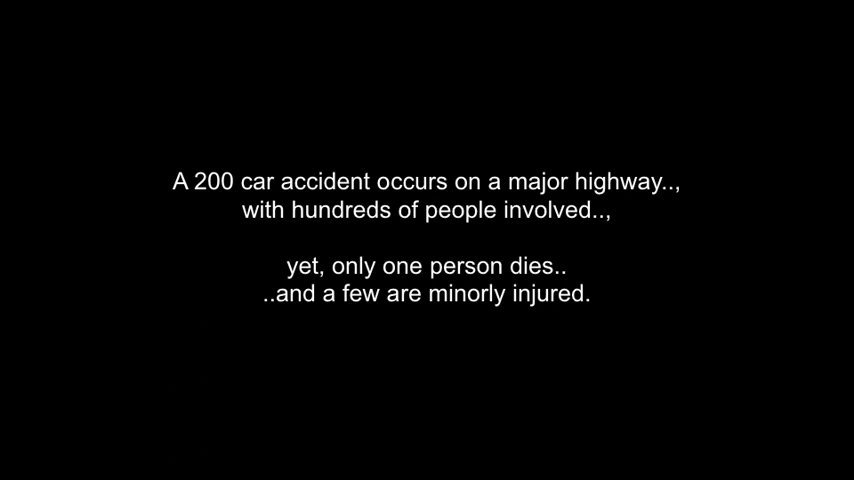 A 200 car accident occurs on a major highway..,
with hundreds of people involved..,
yet, only one person dies..
..and a few are minorly injured.